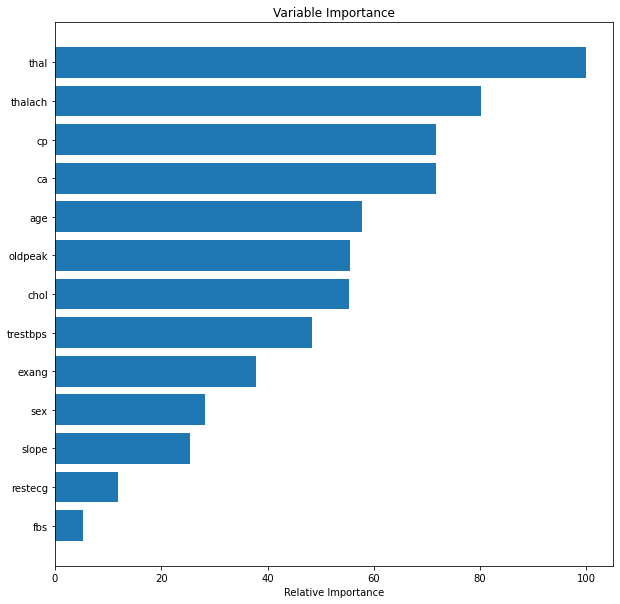 Variable Importance
thal
thalach
cp
ca
age
oldpeak
chol
trestbps
exang
sex
slope
restecg
fbs
0 20 40 60 80 100
Relative Importance